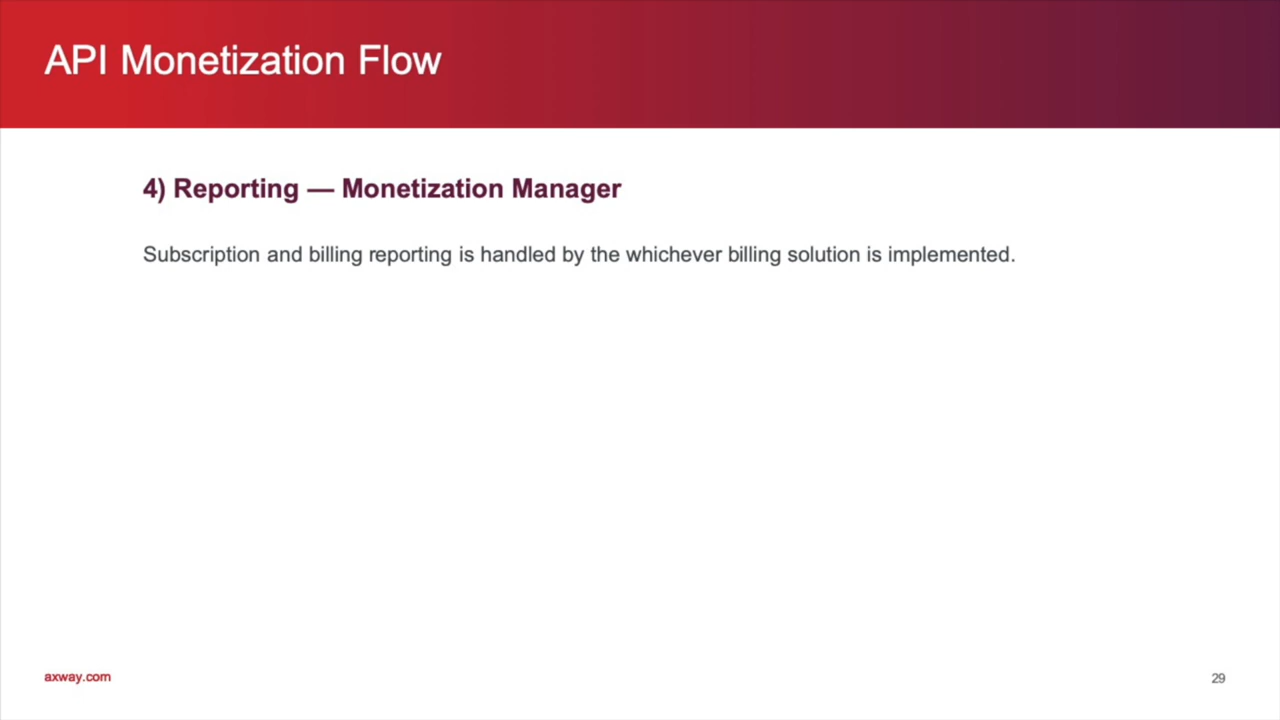 API Monetization Flow
4) Reporting — Monetization Manager
Subscription and billing reporting is handled by the whichever billing solution is implemented.
axway.com
29